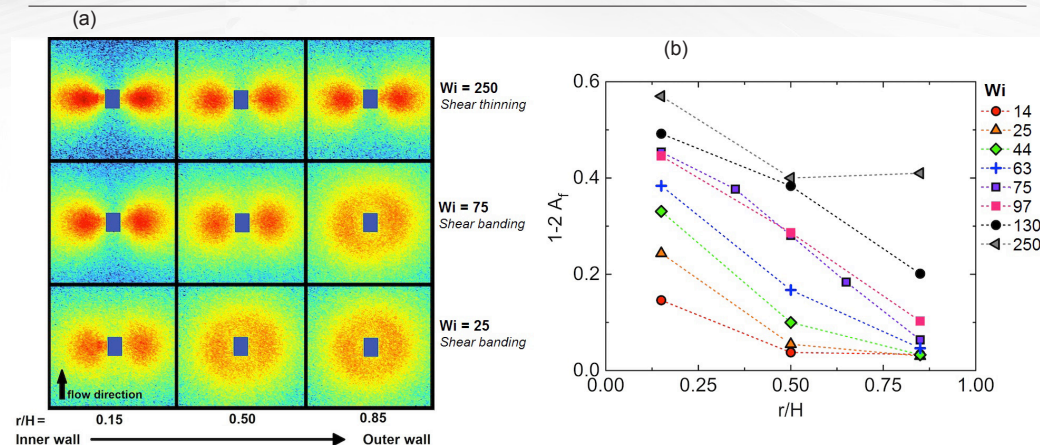 (a)
Wi = 250
Shear thinning
Wi = 75
Shear banding
Wi = 25
Shear banding
flow direction
r/H = 0.15 0.50 0.85
Inner wall Outer wall
(b)
0.6
0.4
0.2
0.0
1-2 A_f
0.00 0.25 0.50 0.75 1.00
r/H
Wi
14
25
44
63
75
97
130
250